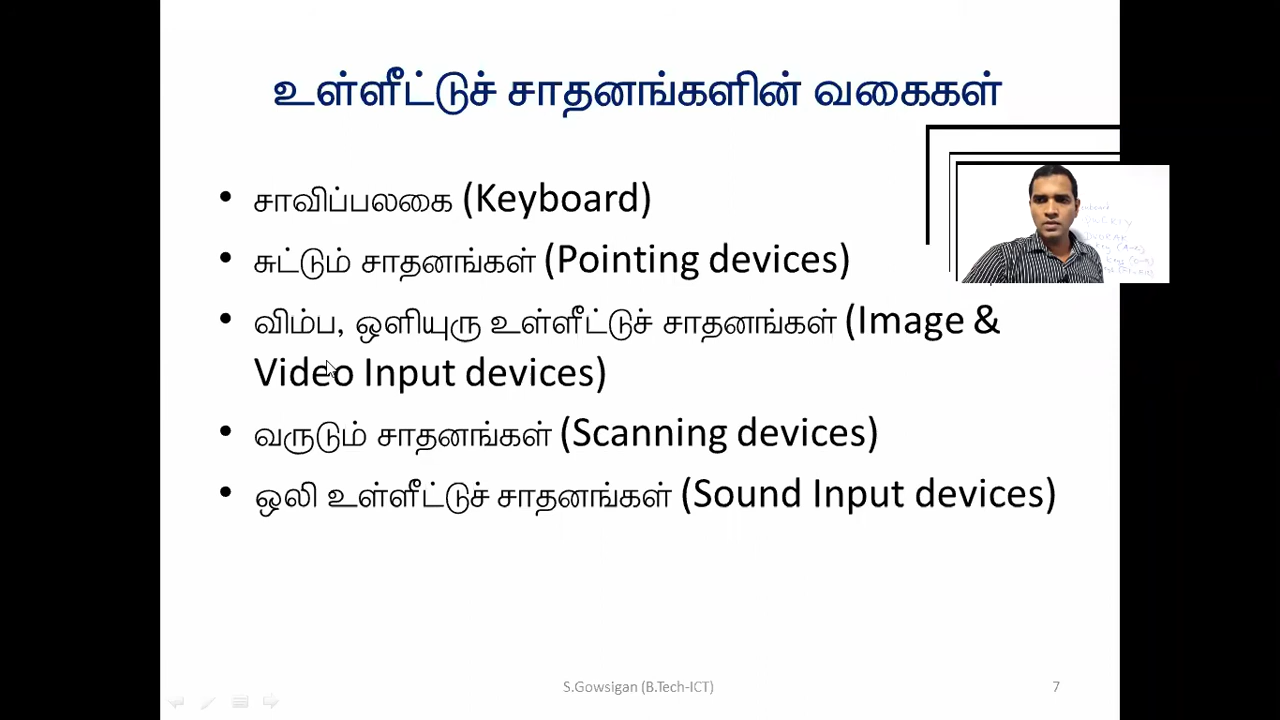 உள்ளீட்டுச் சாதனங்களின் வகைகள்
• சாவிப்பலகை (Keyboard)
• சுட்டும் சாதனங்கள் (Pointing devices)
• விம்ப, ஒளியுரு உள்ளீட்டுச் சாதனங்கள் (Image &
Video Input devices)
• வருடும் சாதனங்கள் (Scanning devices)
• ஒலி உள்ளீட்டுச் சாதனங்கள் (Sound Input devices)
DVORAK
S.Gowsigan (B.Tech-ICT)
7